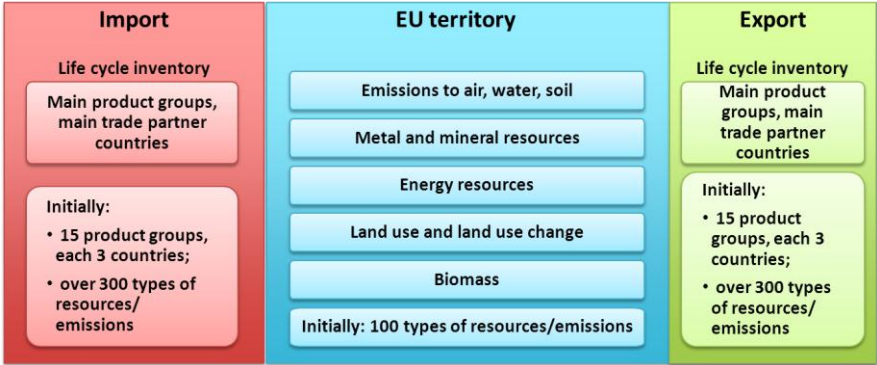 Import
Life cycle inventory
Main product groups,
main trade partner
countries
Initially:
• 15 product groups,
each 3 countries;
• over 300 types of
resources/
emissions
EU territory
Emissions to air, water, soil
Metal and mineral resources
Energy resources
Land use and land use change
Biomass
Initially: 100 types of resources/emissions
Export
Life cycle inventory
Main product
groups, main
trade partner
countries
Initially:
• 15 product
groups, each 3
countries;
• over 300 types
of resources/
emissions